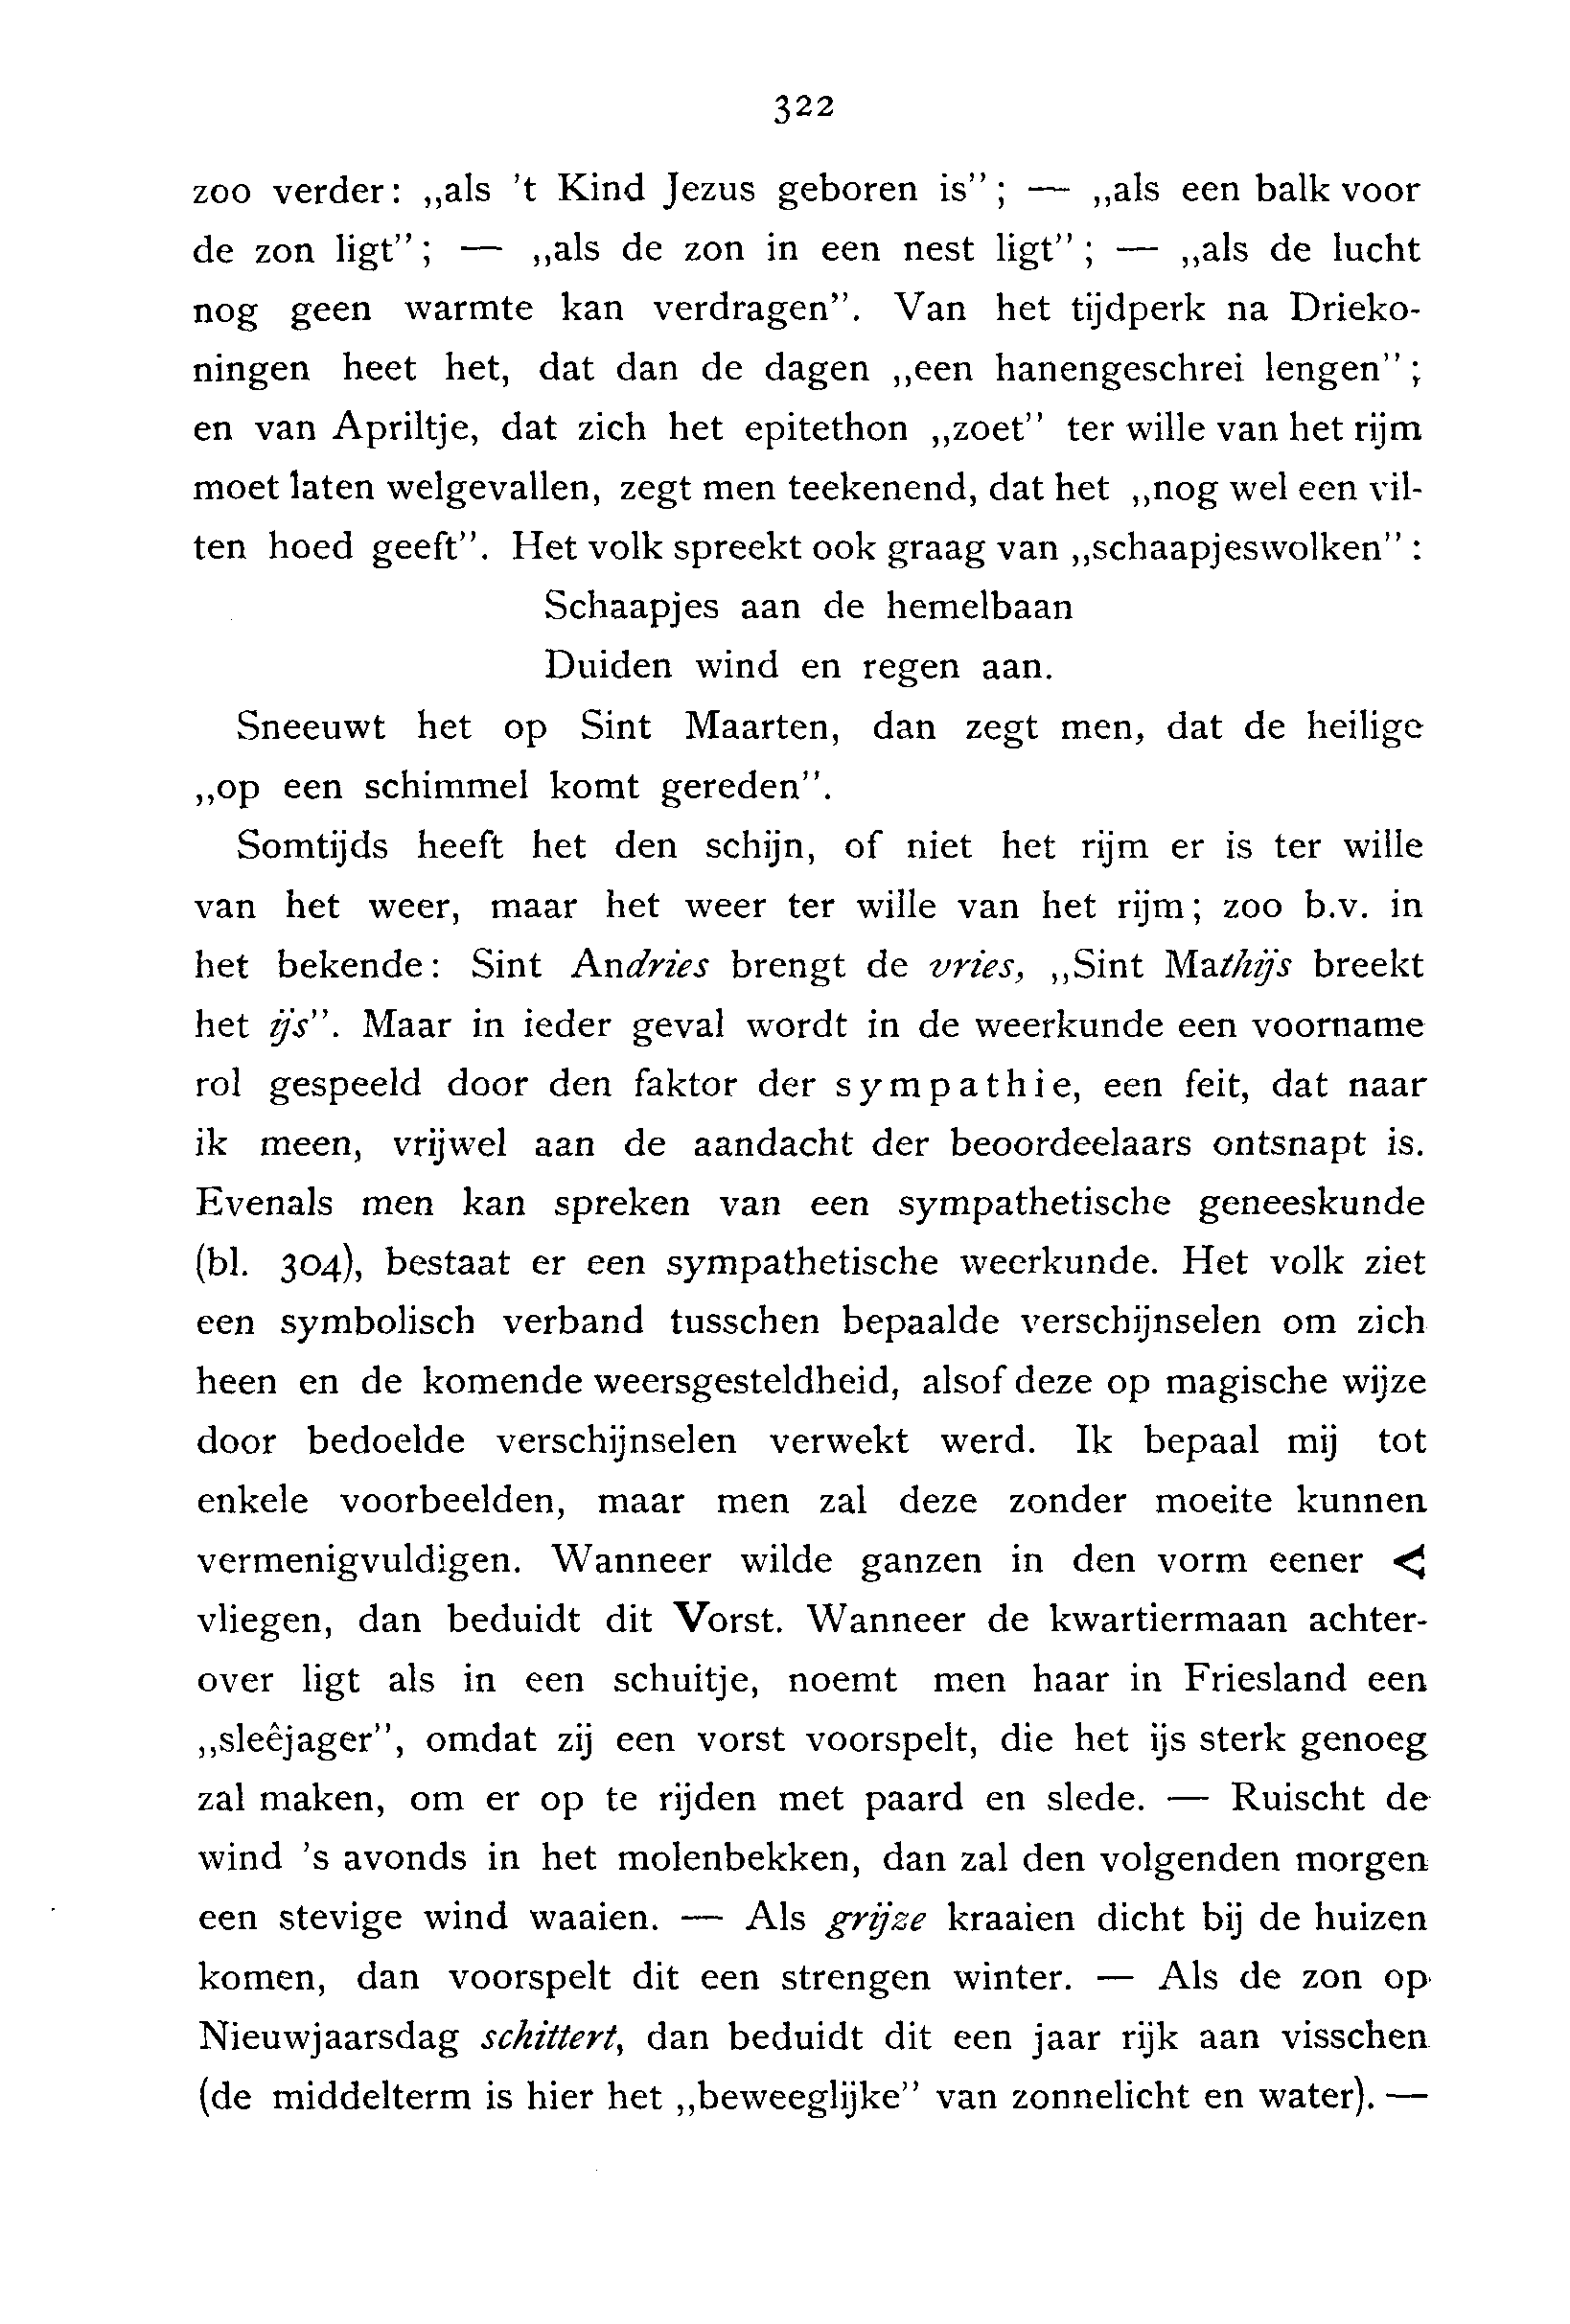 322
zoo verder: „als 't Kind Jezus geboren is”; — „als een balk voor
de zon ligt”; — „als de zon in een nest ligt”; — „als de lucht
nog geen warmte kan verdragen”. Van het tijdperk na Drieko-
ningen heet het, dat dan de dagen „een hanengeschrei lengen”;
en van Apriltje, dat zich het epitethon „zoet” ter wille van het rijm
moet laten welgevallen, zegt men teekenend, dat het „nog wel een vil-
ten hoed geeft”. Het volk spreekt ook graag van „schaapjeswolken”:
Schaapjes aan de hemelbaan
Duiden wind en regen aan.
Sneeuwt het op Sint Maarten, dan zegt men, dat de heilige
„op een schimmel komt gereden”.
Somtijds heeft het den schijn, of niet het rijm er is ter wille
van het weer, maar het weer ter wille van het rijm; zoo b.v. in
het bekende: Sint Andries brengt de vries, „Sint Mathijs breekt
het ijs”. Maar in ieder geval wordt in de weerkunde een voorname
rol gespeeld door den faktor der sympathie, een feit, dat naar
ik meen, vrijwel aan de aandacht der beoordeelaars ontsnapt is.
Evenals men kan spreken van een sympathetische geneeskunde
(bl. 304), bestaat er een sympathetische weerkunde. Het volk ziet
een symbolisch verband tusschen bepaalde verschijnselen om zich
heen en de komende weersgesteldheid, alsof deze op magische wijze
door bedoelde verschijnselen verwekt werd. Ik bepaal mij tot
enkele voorbeelden, maar men zal deze zonder moeite kunnen
vermenigvuldigen. Wanneer wilde ganzen in den vorm eener <
vliegen, dan beduidt dit Vorst. Wanneer de kwartiermaan achter-
over ligt als in een schuitje, noemt men haar in Friesland een
„sleêjager”, omdat zij een vorst voorspelt, die het ijs sterk genoeg
zal maken, om er op te rijden met paard en slede. — Ruischt de
wind 's avonds in het molenbekken, dan zal den volgenden morgen
een stevige wind waaien. — Als grijze kraaien dicht bij de huizen
komen, dan voorspelt dit een strengen winter. — Als de zon op
Nieuwjaarsdag schittert, dan beduidt dit een jaar rijk aan visschen
(de middelterm is hier het „beweeglijke” van zonnelicht en water). —